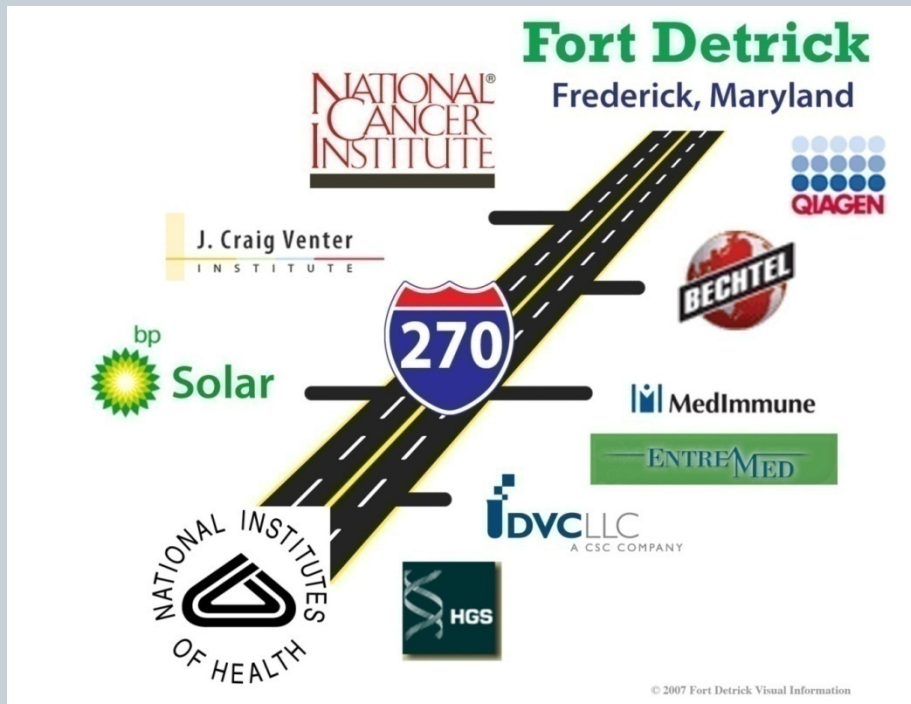 Fort Detrick
Frederick, Maryland
NATIONAL®
CANCER
INSTITUTE
QIAGEN
J. Craig Venter
INSTITUTE
BECHTEL
270
bp
Solar
MedImmune
ENTREMED
DVCLLC
A CSC COMPANY
NATIONAL INSTITUTES
OF HEALTH
HGS
© 2007 Fort Detrick Visual Information